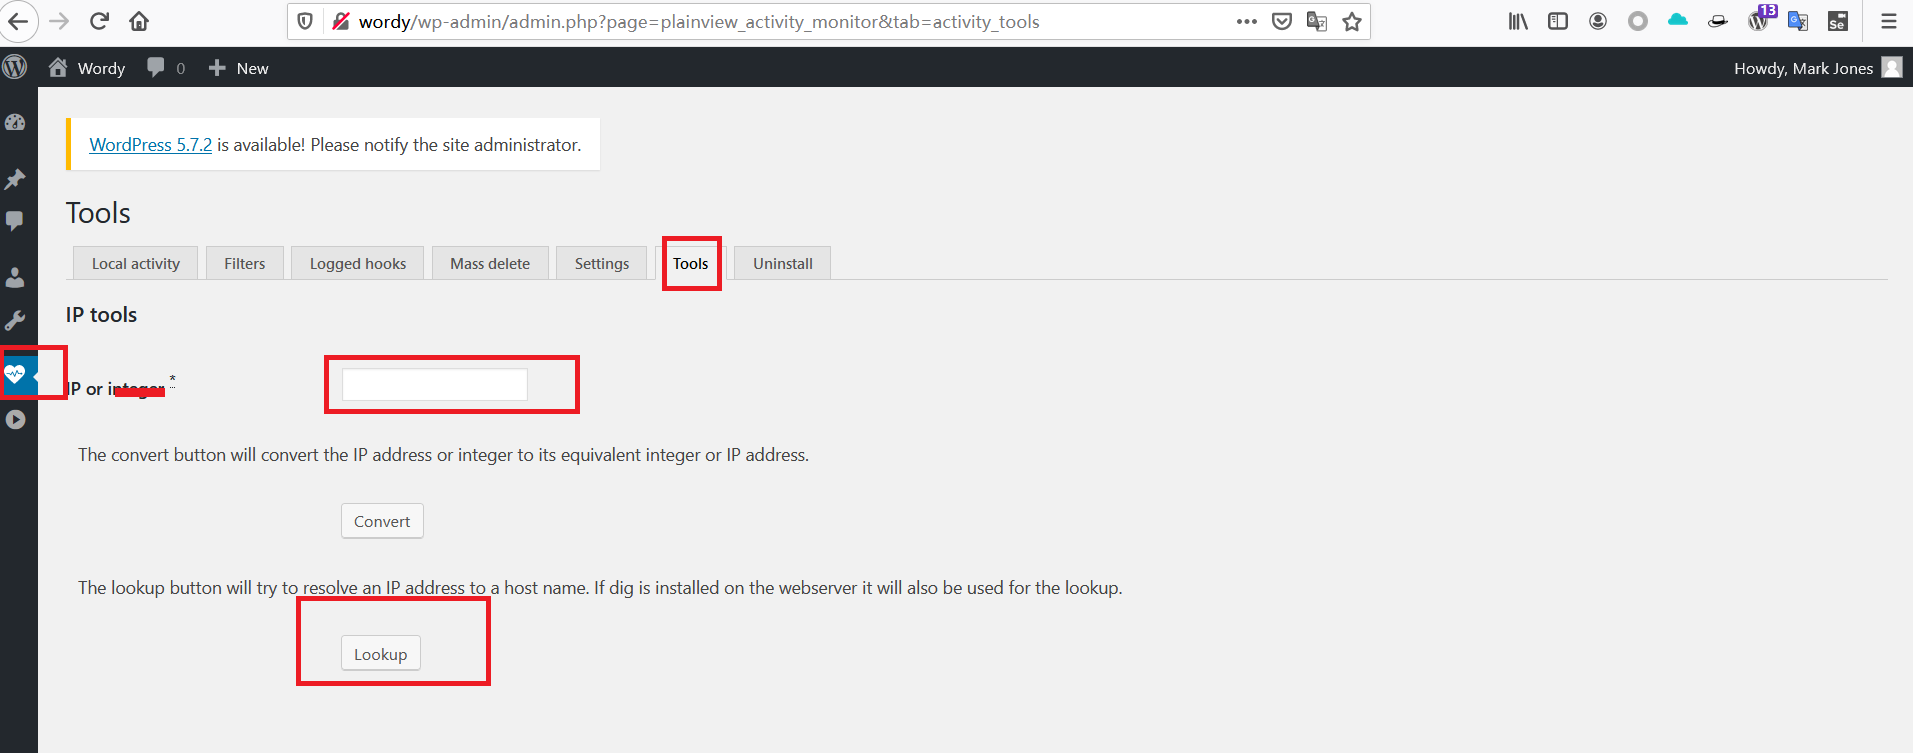 wordy/wp-admin/admin.php?page=plainview_activity_monitor&tab=activity_tools
13
Se
Wordy 0 New Howdy, Mark Jones
WordPress 5.7.2 is available! Please notify the site administrator.
Tools
Local activity Filters Logged hooks Mass delete Settings Tools Uninstall
IP tools
IP or integer *
The convert button will convert the IP address or integer to its equivalent integer or IP address.
Convert
The lookup button will try to resolve an IP address to a host name. If dig is installed on the webserver it will also be used for the lookup.
Lookup